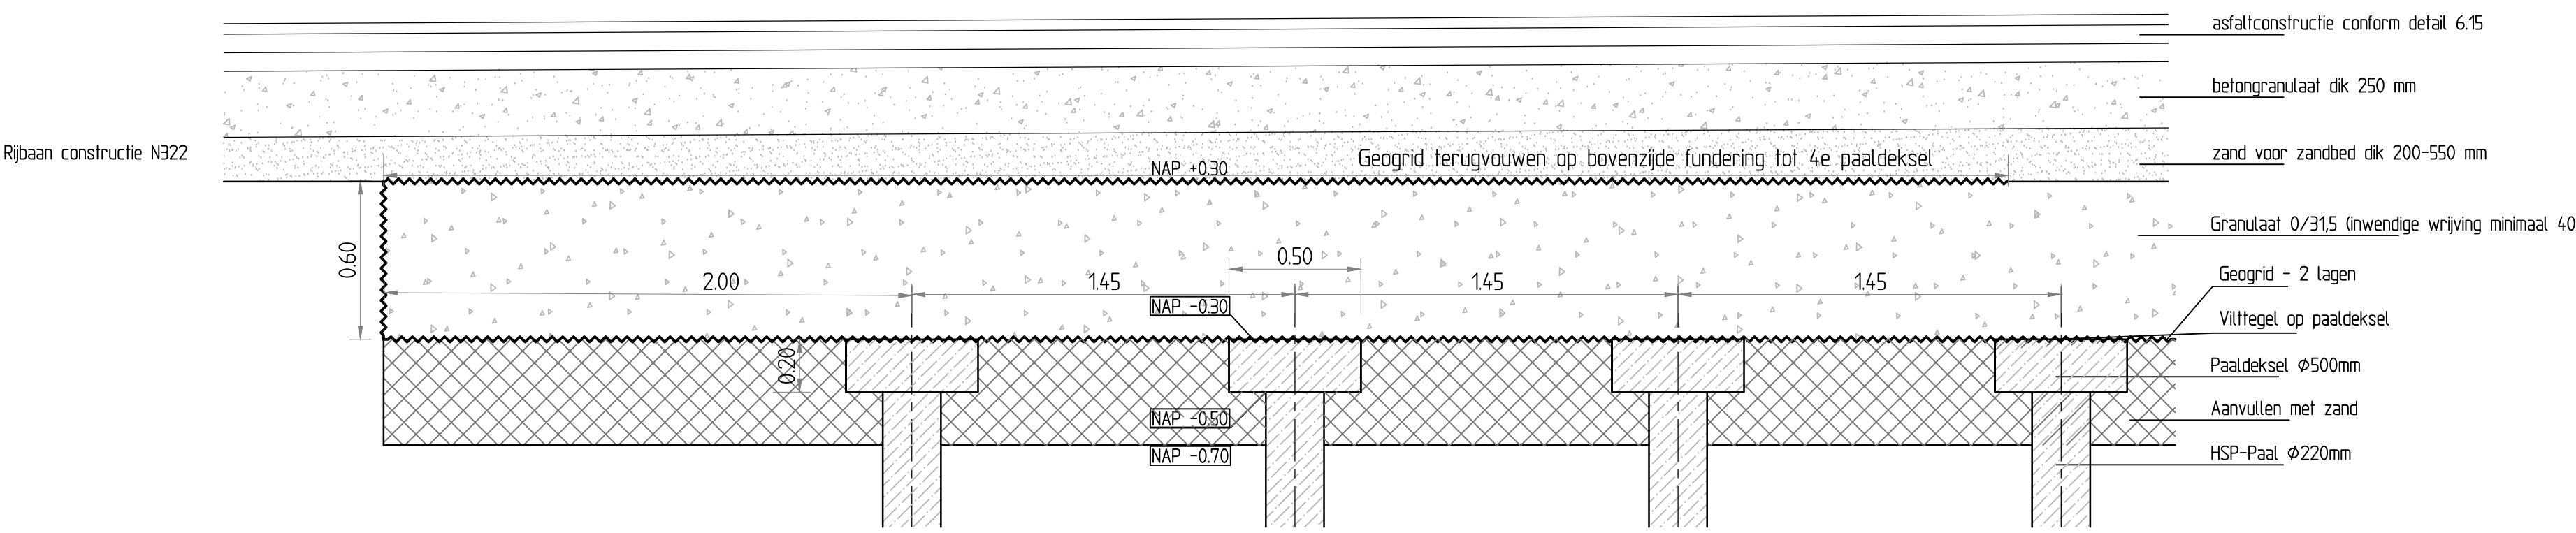 asfaltconstructie conform detail 6.15
betongranulaat dik 250 mm
Rijbaan constructie N322
zand voor zandbed dik 200-550 mm
NAP +0.30
Geogrid terugvouwen op bovenzijde fundering tot 4e paaldeksel
Granulaat 0/31,5 (inwendige wrijving minimaal 40
0.60
0.50
2.00
1.45
1.45
1.45
Geogrid - 2 lagen
NAP -0.30
Vilttegel op paaldeksel
0.20
Paaldeksel Ø500mm
Aanvullen met zand
NAP -0.50
NAP -0.70
HSP-Paal Ø220mm